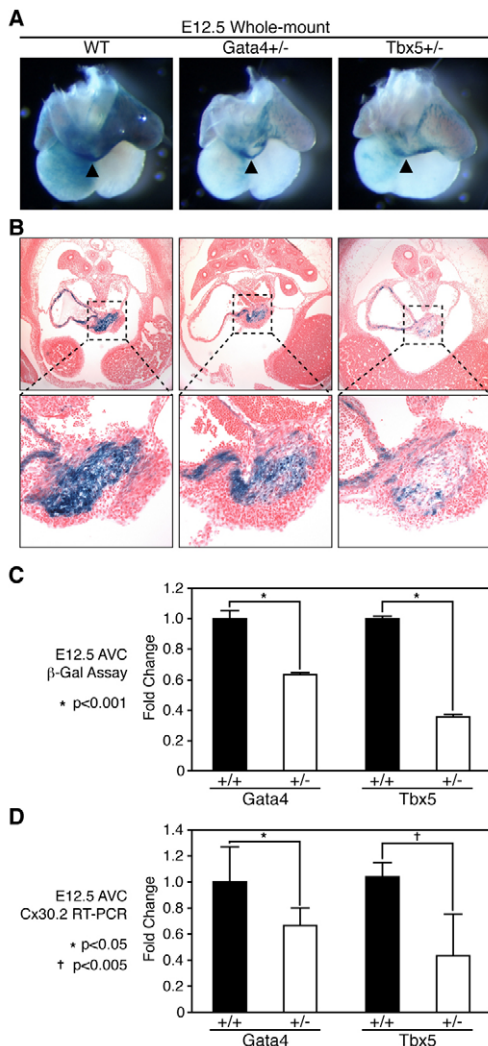 A
E12.5 Whole-mount
WT Gata4+/- Tbx5+/-
B
C
E12.5 AVC
β-Gal Assay
* p<0.001
Fold Change
1.2
1.0
0.8
0.6
0.4
0.2
0
* *
+/+ +/- +/+ +/-
Gata4 Tbx5
D
E12.5 AVC
Cx30.2 RT-PCR
* p<0.05
† p<0.005
Fold Change
1.4
1.2
1.0
0.8
0.6
0.4
0.2
0
* †
+/+ +/- +/+ +/-
Gata4 Tbx5